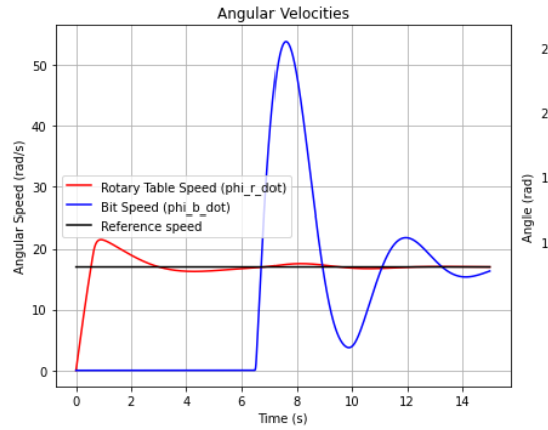 Angular Velocities
Angular Speed (rad/s)
50
40
30
20
10
0
Rotary Table Speed (phi_r_dot)
Bit Speed (phi_b_dot)
Reference speed
0 2 4 6 8 10 12 14
Time (s)
Angle (rad)
2
2
1
1